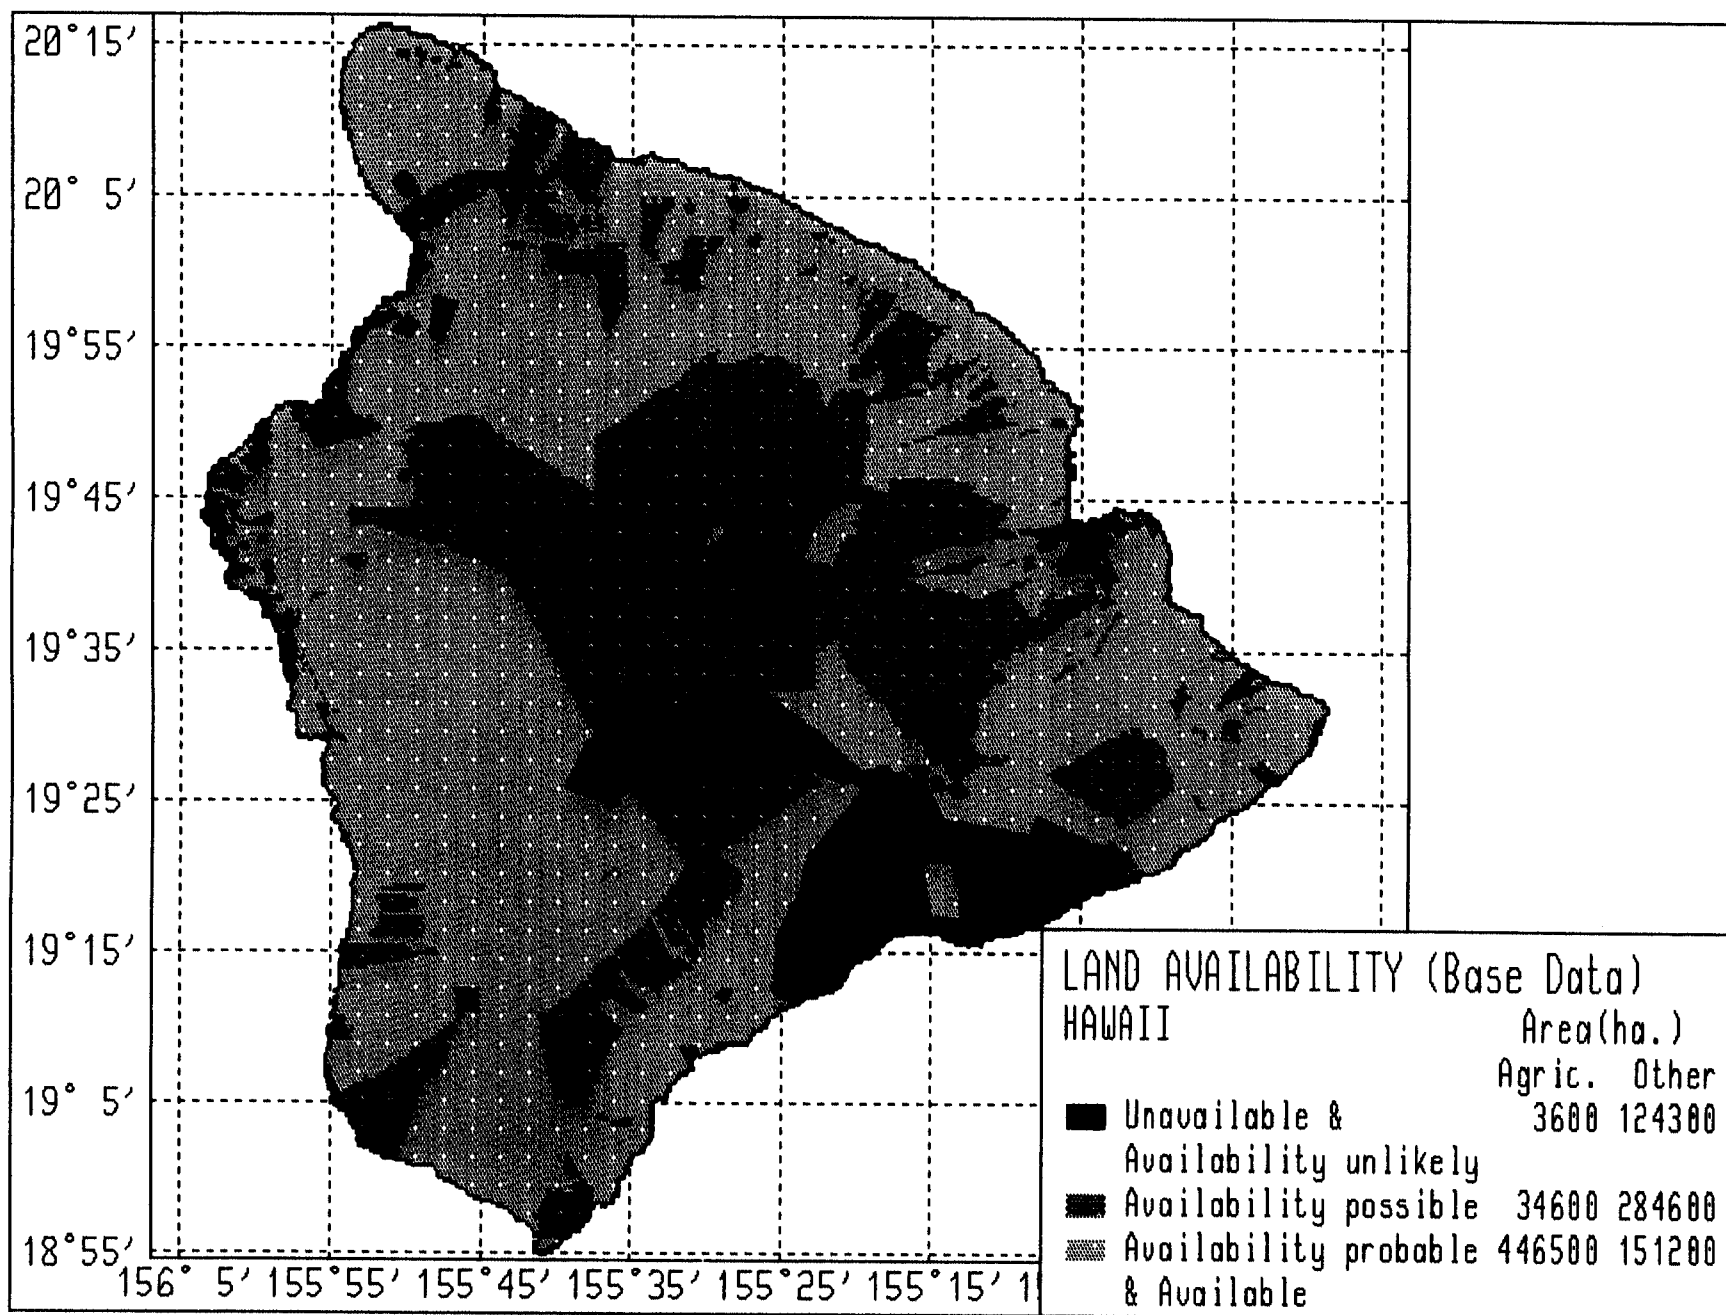 20°15′
20° 5′
19°55′
19°45′
19°35′
19°25′
19°15′
19° 5′
18°55′
156° 5′ 155°55′ 155°45′ 155°35′ 155°25′ 155°15′ 1
LAND AVAILABILITY (Base Data)
HAWAII Area(ha.)
Agric. Other
Unavailable & 3600 124300
Availability unlikely
Availability possible 34600 284600
Availability probable 446500 151200
& Available